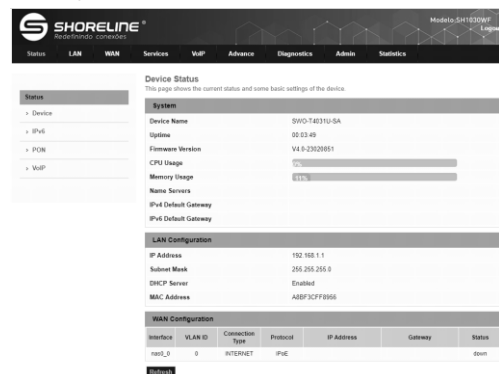 SHORELINE®
Redefinindo conexões
Modelo:SH1030WF
Logout
Status LAN WAN Services VoIP Advance Diagnostics Admin Statistics
Status
> Device
> IPv6
> PON
> VoIP
Device Status
This page shows the current status and some basic settings of the device.
System
Device Name SWO-T4031U-SA
Uptime 00:03:49
Firmware Version V4.0-23020851
CPU Usage 0%
Memory Usage 11%
Name Servers
IPv4 Default Gateway
IPv6 Default Gateway
LAN Configuration
IP Address 192.168.1.1
Subnet Mask 255.255.255.0
DHCP Server Enabled
MAC Address A8BF3CFF8956
WAN Configuration
Interface VLAN ID Connection Type Protocol IP Address Gateway Status
nas0_0 0 INTERNET IPoE down
Refresh